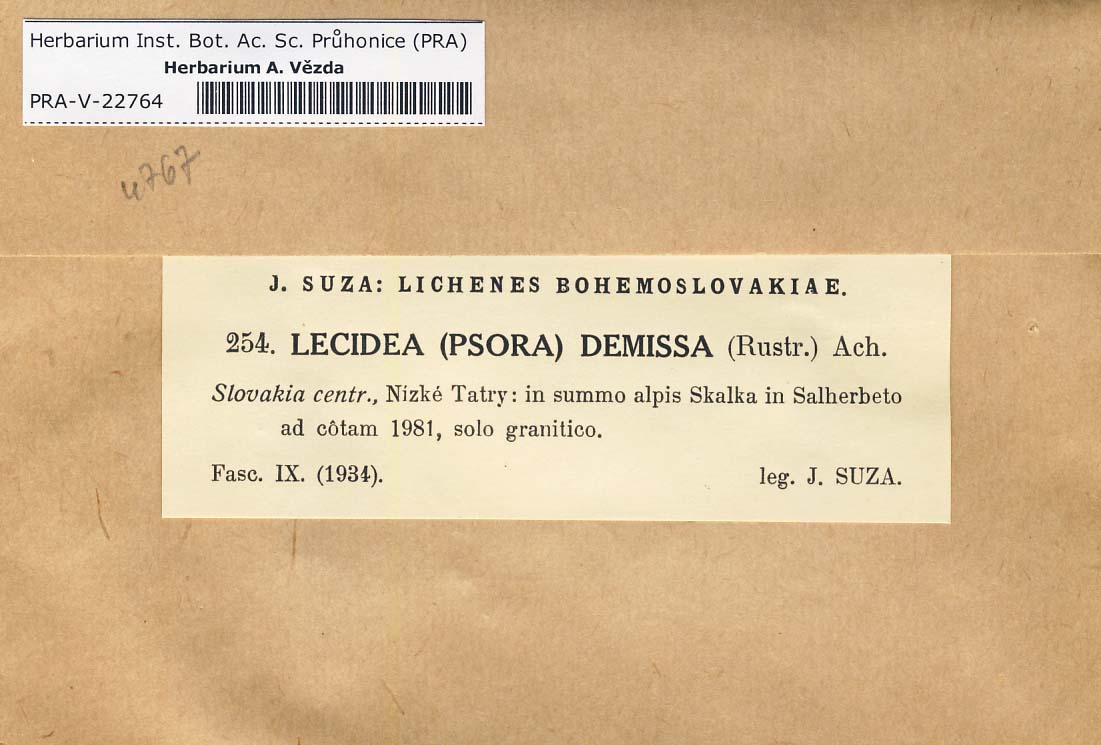 Herbarium Inst. Bot. Ac. Sc. Průhonice (PRA)
Herbarium A. Vězda
PRA-V-22764
4767
J. SUZA: LICHENES BOHEMOSLOVAKIAE.
254. LECIDEA (PSORA) DEMISSA (Rustr.) Ach.
Slovakia centr., Nízké Tatry: in summo alpis Skalka in Salherbeto
ad côtam 1981, solo granitico.
Fasc. IX. (1934).
leg. J. SUZA.